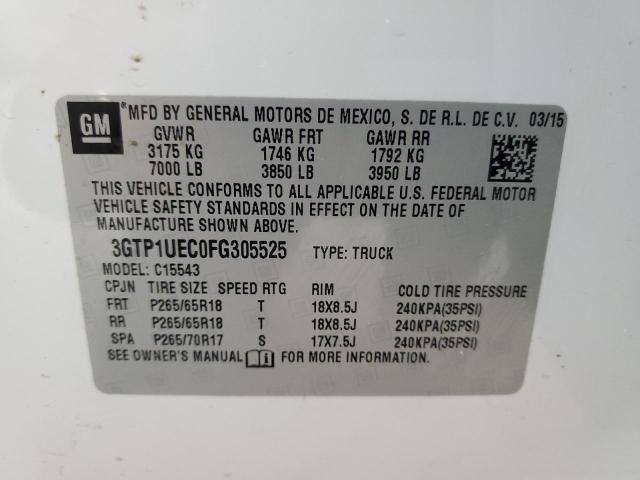 GM ®MFD BY GENERAL MOTORS DE MEXICO, S. DE R.L. DE C.V. 03/15
GVWR GAWR FRT GAWR RR
3175 KG 1746 KG 1792 KG
7000 LB 3850 LB 3950 LB
THIS VEHICLE CONFORMS TO ALL APPLICABLE U.S. FEDERAL MOTOR
VEHICLE SAFETY STANDARDS IN EFFECT ON THE DATE OF
MANUFACTURE SHOWN ABOVE.
3GTP1UEC0FG305525 TYPE: TRUCK
MODEL: C15543
CPJN TIRE SIZE SPEED RTG RIM COLD TIRE PRESSURE
FRT P265/65R18 T 18X8.5J 240KPA(35PSI)
RR P265/65R18 T 18X8.5J 240KPA(35PSI)
SPA P265/70R17 S 17X7.5J 240KPA(35PSI)
SEE OWNER'S MANUAL FOR MORE INFORMATION